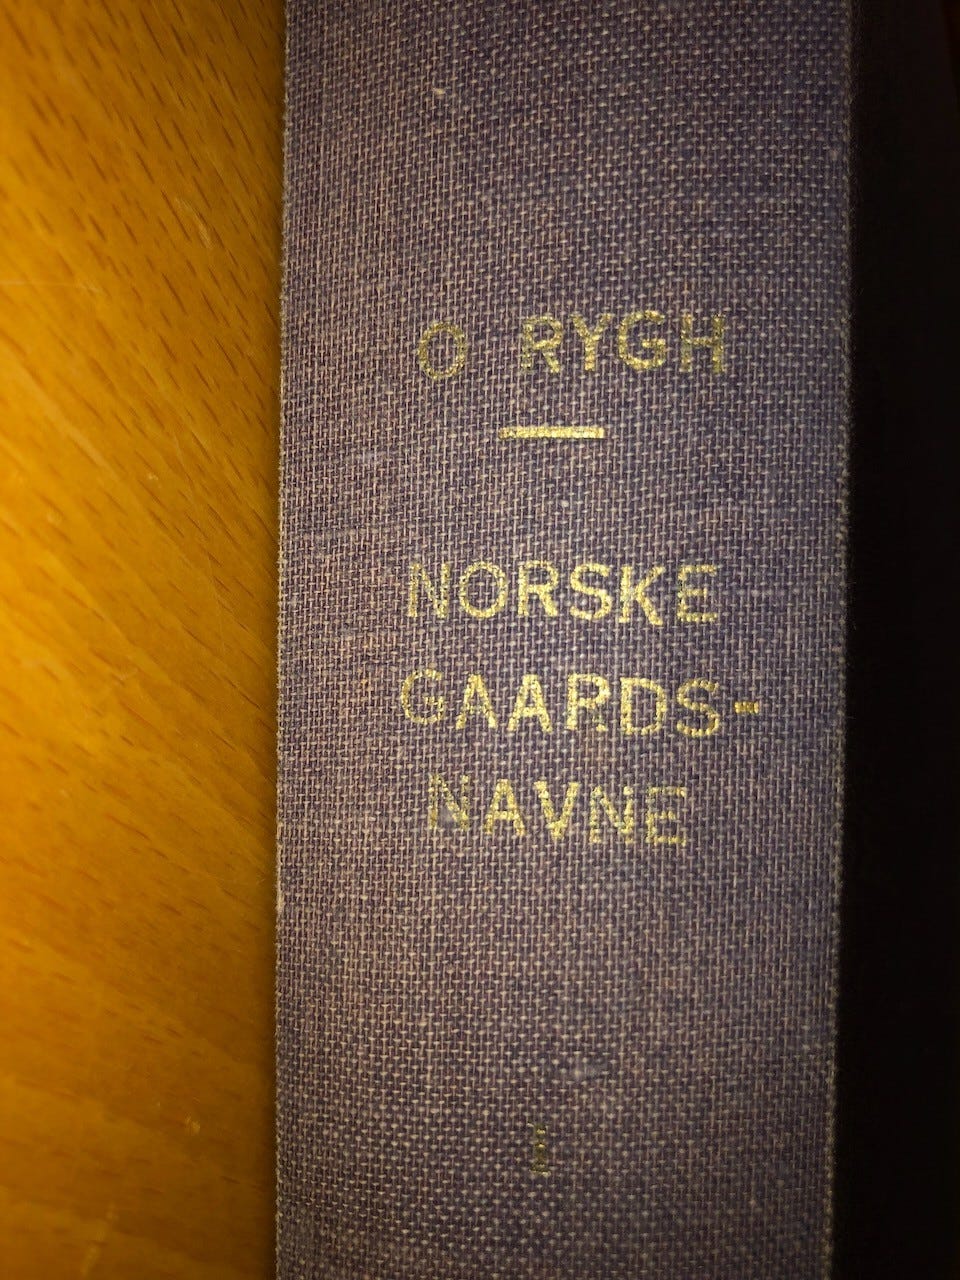 O RYGH
NORSKE
GAARDS-
NAVNE
I